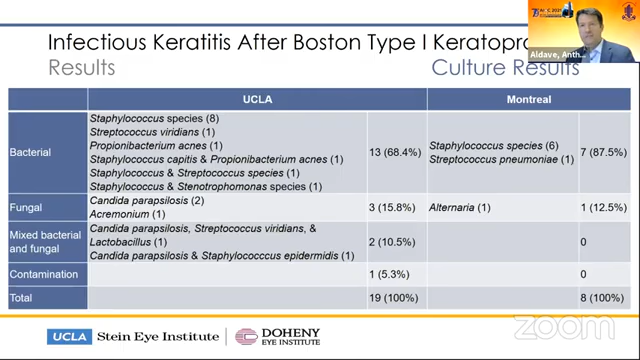 Infectious Keratitis After Boston Type I Keratopro
Results
Culture Results
Aldave, Anth...
UCLA
Montreal
Bacterial
Staphylococcus species (8)
Streptococcus viridians (1)
Propionibacterium acnes (1)
Staphylococcus capitis & Propionibacterium acnes (1)
Staphylococcus & Streptococcus species (1)
Staphylococcus & Stenotrophomonas species (1)
13 (68.4%)
Staphylococcus species (6)
Streptococcus pneumoniae (1)
7 (87.5%)
Fungal
Candida parapsilosis (2)
Acremonium (1)
3 (15.8%)
Alternaria (1)
1 (12.5%)
Mixed bacterial
and fungal
Candida parapsilosis, Streptococcus viridians, &
Lactobacillus (1)
Candida parapsilosis & Staphylococccus epidermidis (1)
2 (10.5%)
0
Contamination
1 (5.3%)
0
Total
19 (100%)
8 (100%)
UCLA
Stein Eye Institute
DOHENY
EYE INSTITUTE
zoom